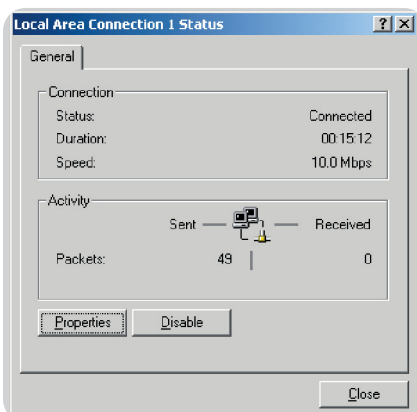 Local Area Connection 1 Status
General
Connection
Status: Connected
Duration: 00:15:12
Speed: 10.0 Mbps
Activity
Sent Received
Packets: 49 0
Properties Disable
Close